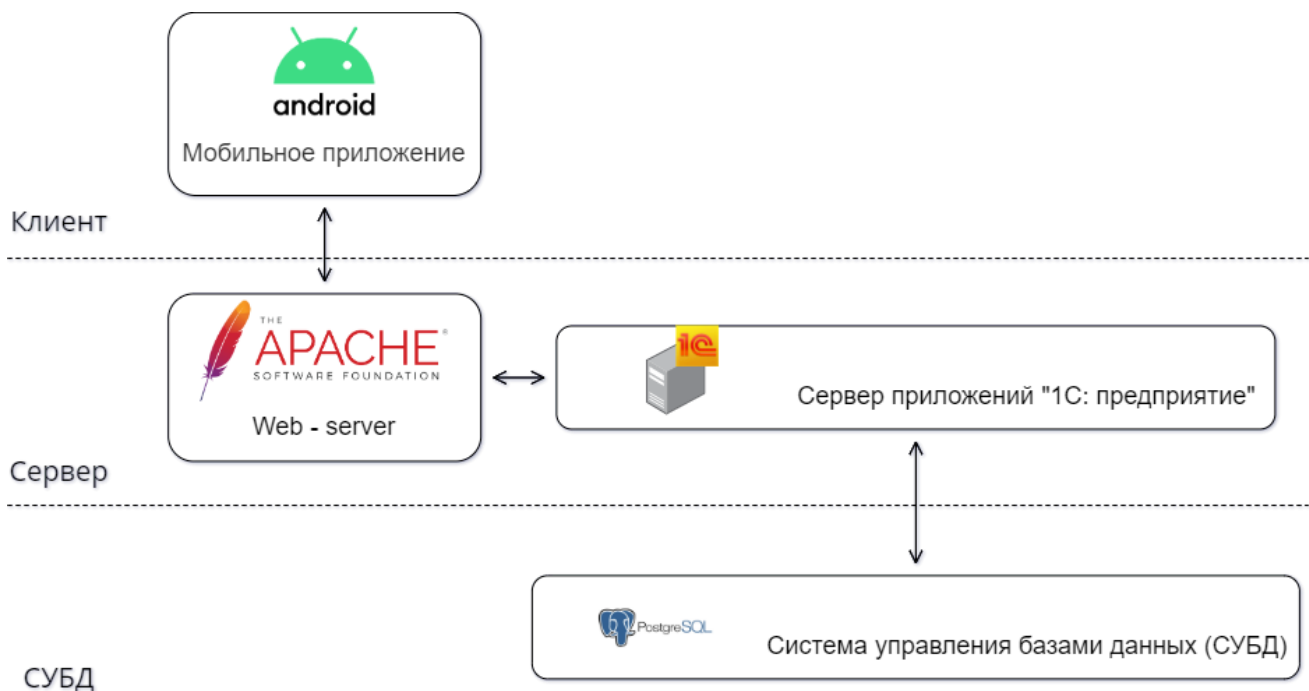 android
Мобильное приложение
Клиент
THE
APACHE®
SOFTWARE FOUNDATION
Web - server
1С
Сервер приложений "1С: предприятие"
Сервер
PostgreSQL
Система управления базами данных (СУБД)
СУБД